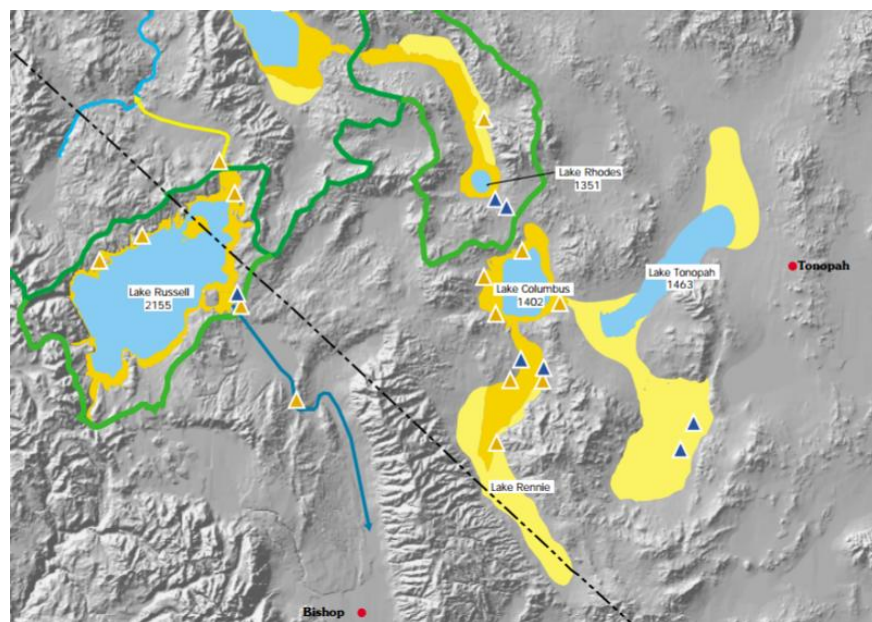 Lake Rhodes
1351
Lake Tonopah
1463
Tonopah
Lake Columbus
1402
Lake Russell
2155
Lake Rennie
Bishop